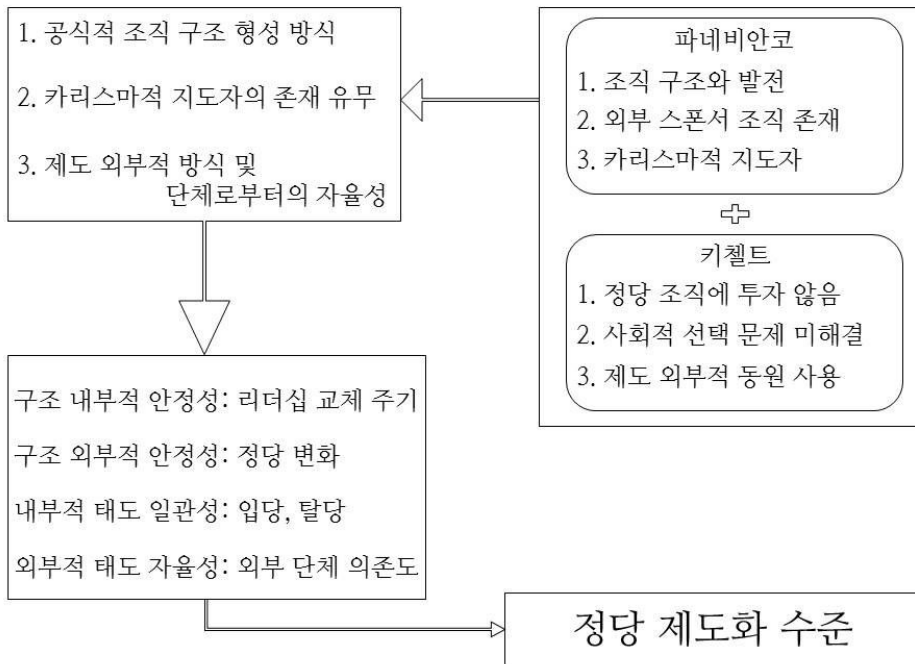 1. 공식적 조직 구조 형성 방식
2. 카리스마적 지도자의 존재 유무
3. 제도 외부적 방식 및
단체로부터의 자율성
파네비안코
1. 조직 구조와 발전
2. 외부 스폰서 조직 존재
3. 카리스마적 지도자
키첼트
1. 정당 조직에 투자 않음
2. 사회적 선택 문제 미해결
3. 제도 외부적 동원 사용
구조 내부적 안정성: 리더십 교체 주기
구조 외부적 안정성: 정당 변화
내부적 태도 일관성: 입당, 탈당
외부적 태도 자율성: 외부 단체 의존도
정당 제도화 수준